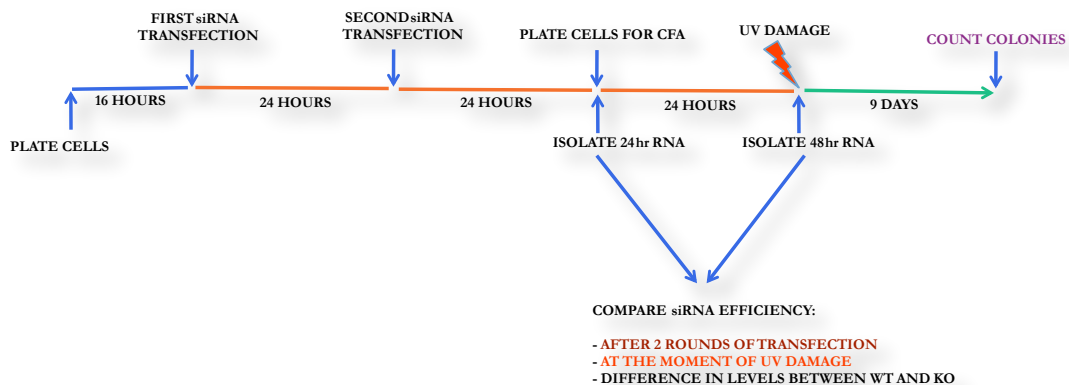 FIRST siRNA
TRANSFECTION
SECOND siRNA
TRANSFECTION
PLATE CELLS FOR CFA
UV DAMAGE
COUNT COLONIES
16 HOURS
24 HOURS
24 HOURS
24 HOURS
9 DAYS
PLATE CELLS
ISOLATE 24hr RNA
ISOLATE 48hr RNA
COMPARE siRNA EFFICIENCY:
- AFTER 2 ROUNDS OF TRANSFECTION
- AT THE MOMENT OF UV DAMAGE
- DIFFERENCE IN LEVELS BETWEEN WT AND KO